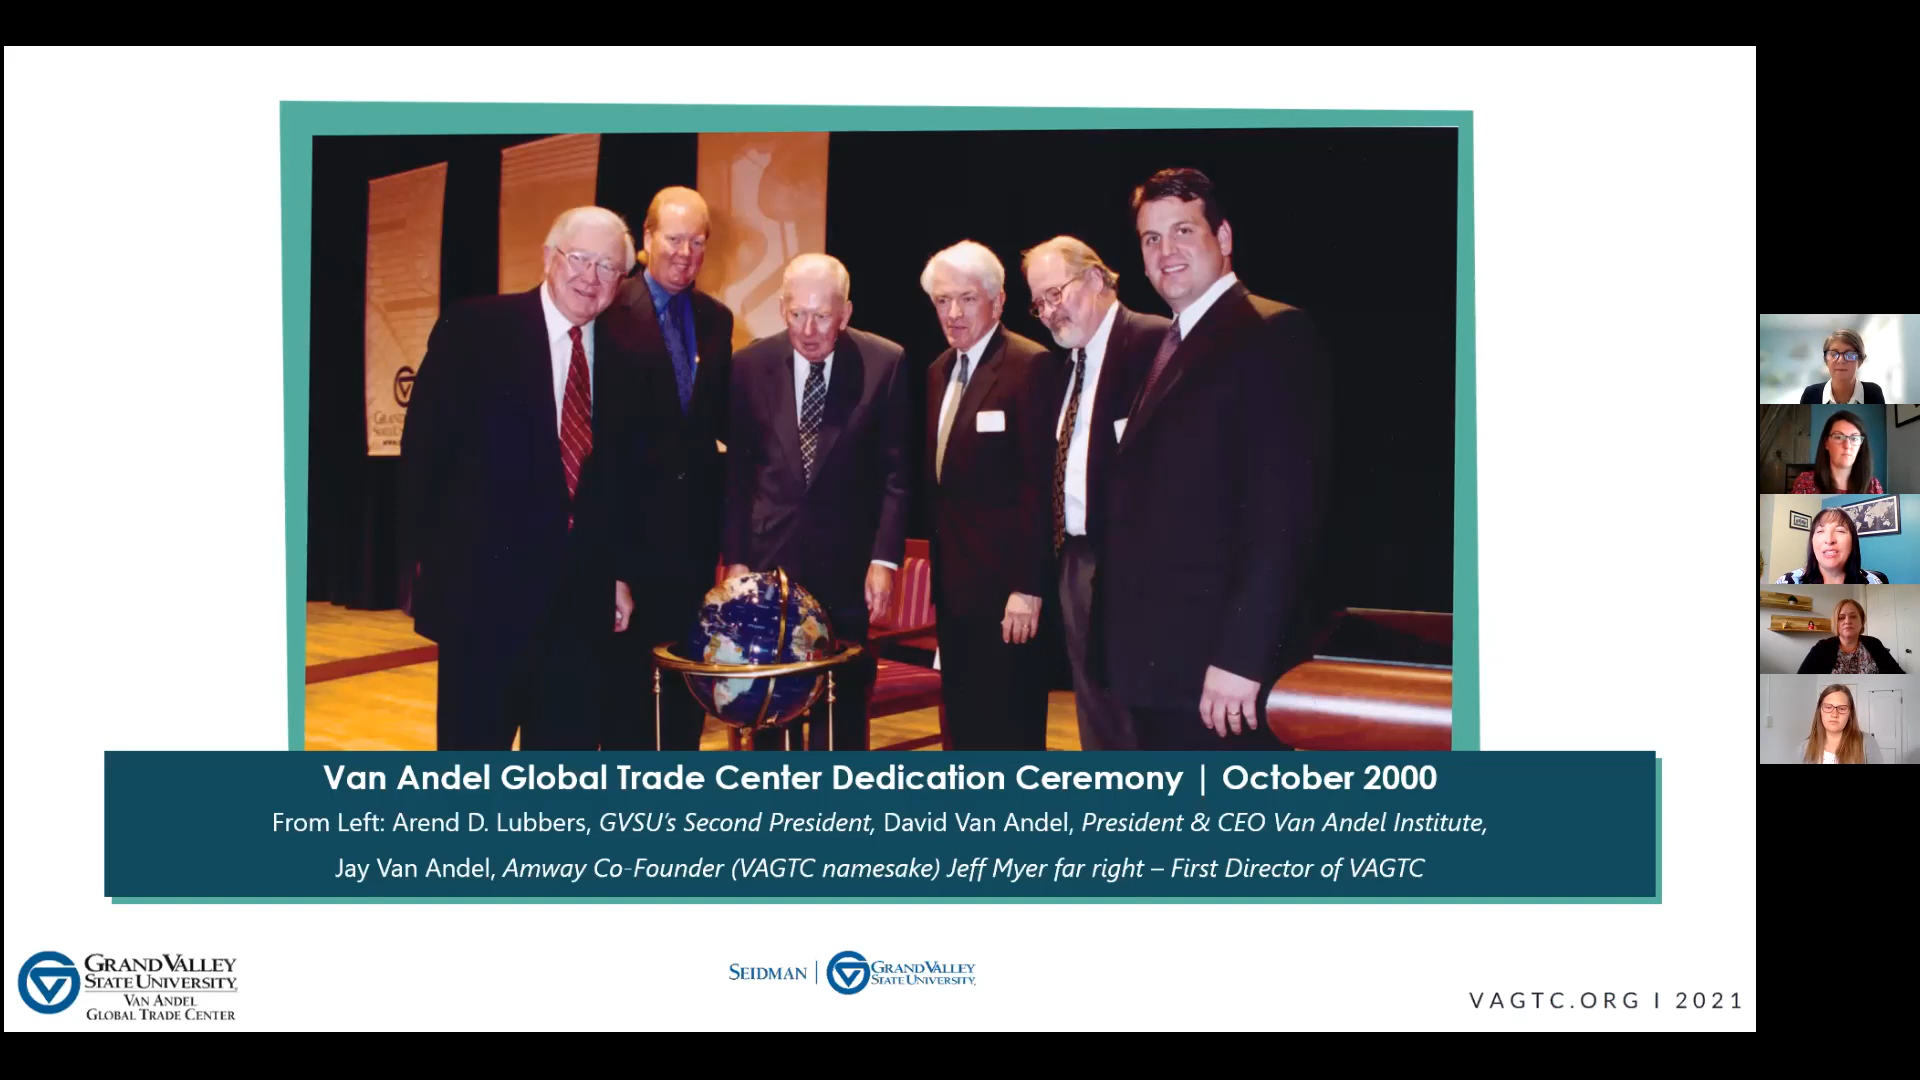 Van Andel Global Trade Center Dedication Ceremony | October 2000
From Left: Arend D. Lubbers, GVSU's Second President, David Van Andel, President & CEO Van Andel Institute,
Jay Van Andel, Amway Co-Founder (VAGTC namesake) Jeff Myer far right – First Director of VAGTC
GRAND VALLEY
STATE UNIVERSITY
VAN ANDEL
GLOBAL TRADE CENTER
SEIDMAN | GRAND VALLEY
STATE UNIVERSITY
VAGTC.ORG I 2021